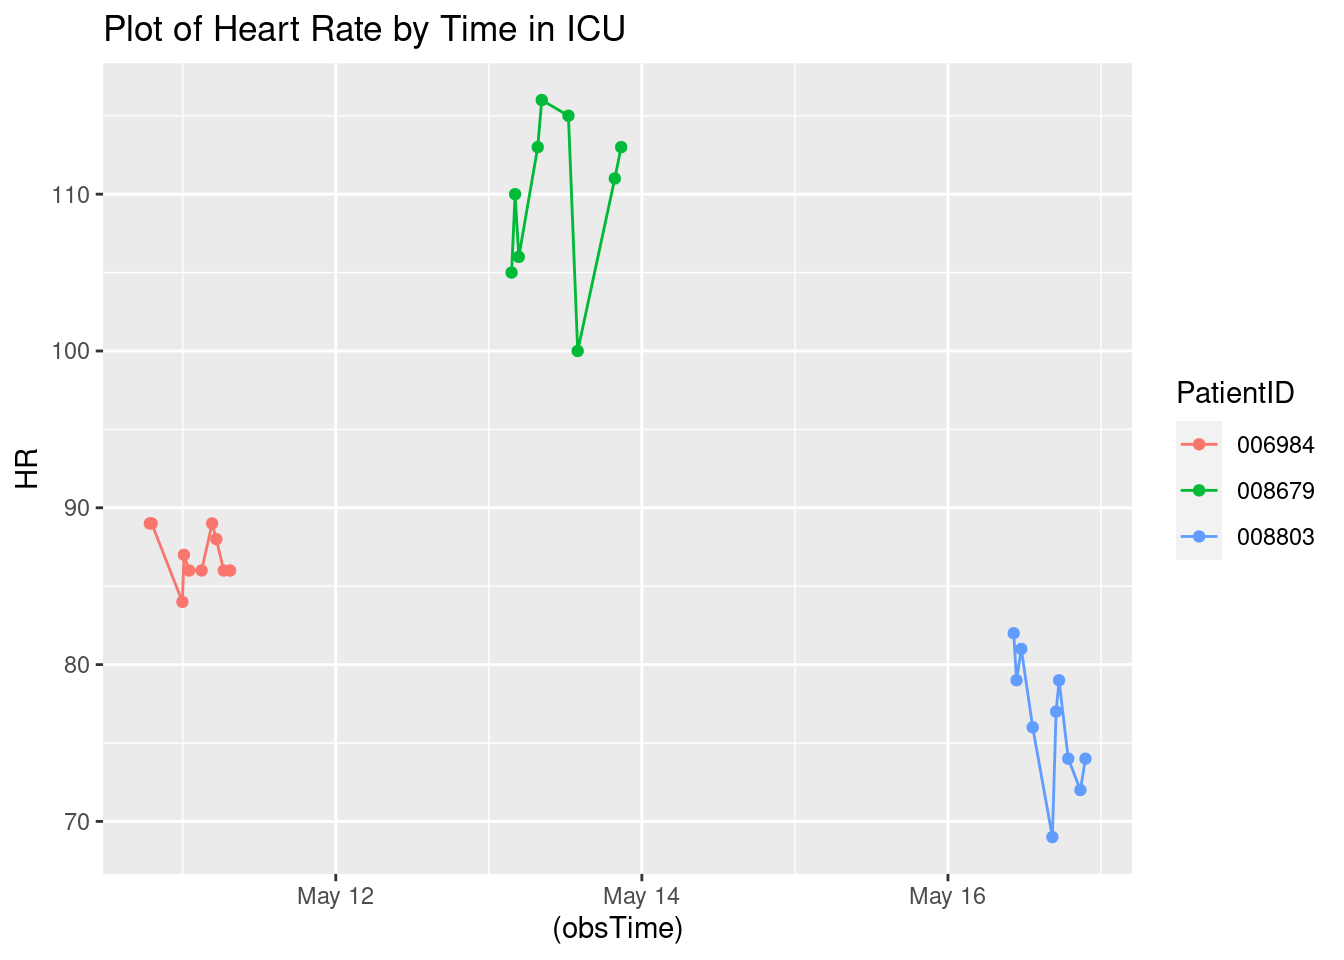 Plot of Heart Rate by Time in ICU
110
100
90
80
70
HR
May 12
May 14
May 16
(obsTime)
PatientID
006984
008679
008803